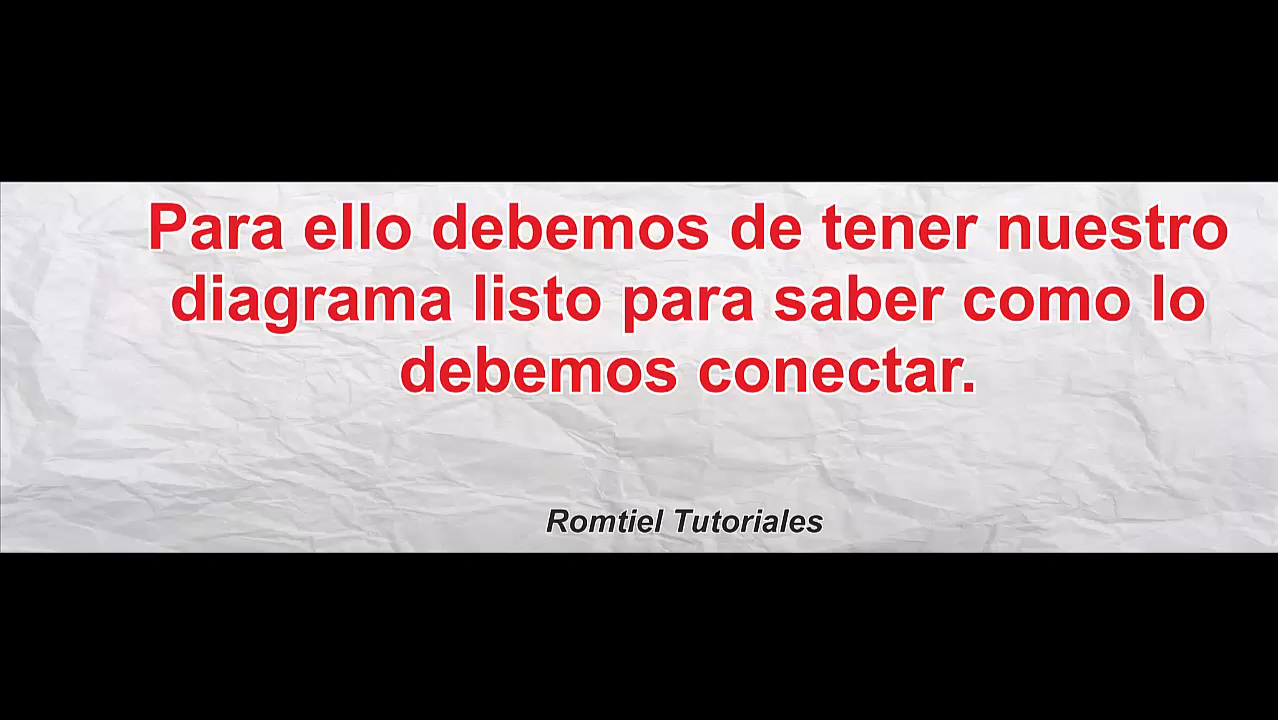 Para ello debemos de tener nuestro
diagrama listo para saber como lo
debemos conectar.
Romtiel Tutoriales